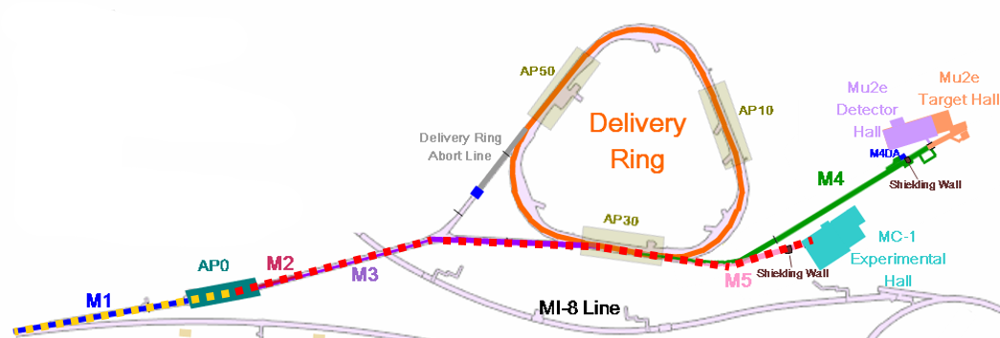 AP50
Delivery Ring
Abort Line
Delivery
Ring
AP10
Mu2e
Detector
Hall
Mu2e
Target Hall
M4DA
Shielding Wall
M4
AP30
MC-1
Experimental
Hall
Shielding Wall
M5
AP0
M2
M3
M1
MI-8 Line